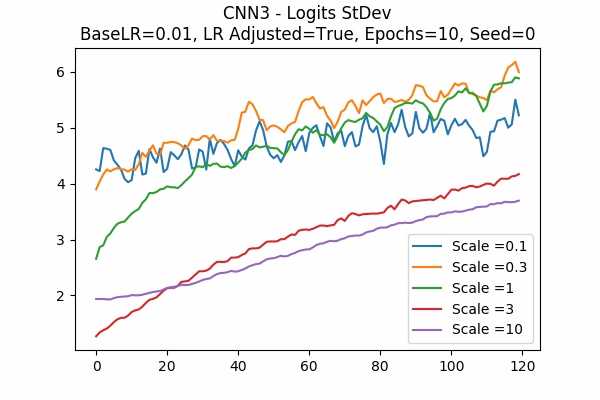 CNN3 - Logits StDev
BaseLR=0.01, LR Adjusted=True, Epochs=10, Seed=0
6
5
4
3
2
Scale =0.1
Scale =0.3
Scale =1
Scale =3
Scale =10
0 20 40 60 80 100 120